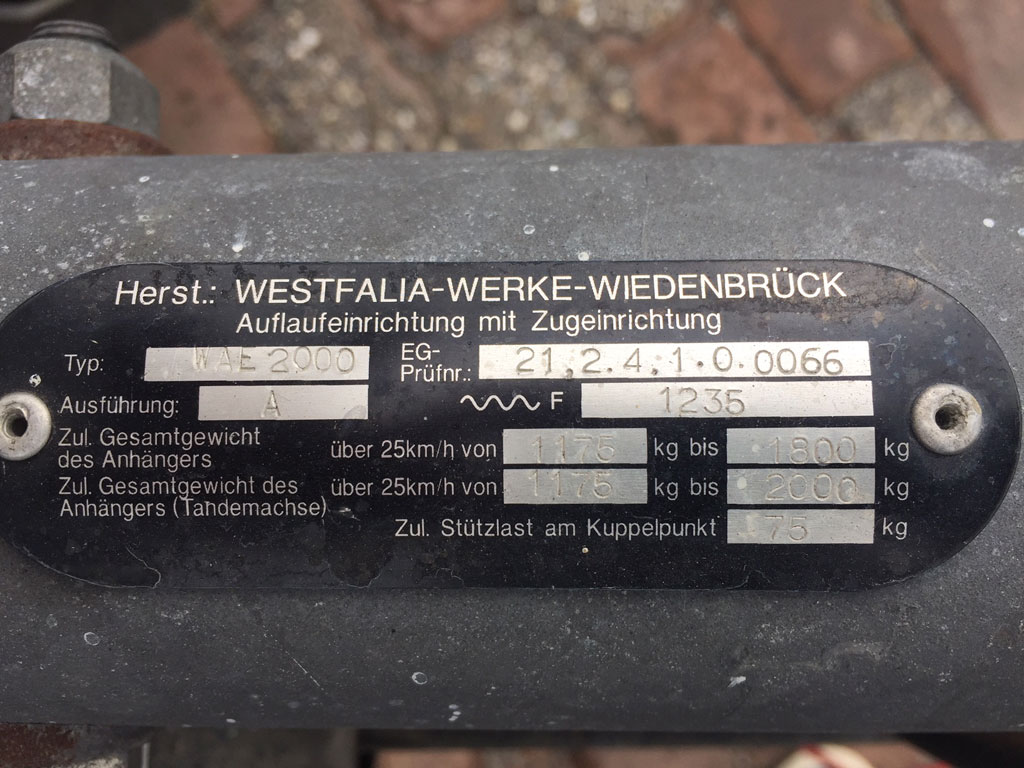 Herst.: WESTFALIA-WERKE-WIEDENBRÜCK
Auflaufeinrichtung mit Zugeinrichtung
Typ: WAE 2000 EG-Prüfnr.: 21,2.4,1.0.0066
Ausführung: A F 1235
Zul. Gesamtgewicht des Anhängers über 25km/h von 1175 kg bis 1800 kg
Zul. Gesamtgewicht des Anhängers (Tandemachse) über 25km/h von 1175 kg bis 2000 kg
Zul. Stützlast am Kuppelpunkt 75 kg